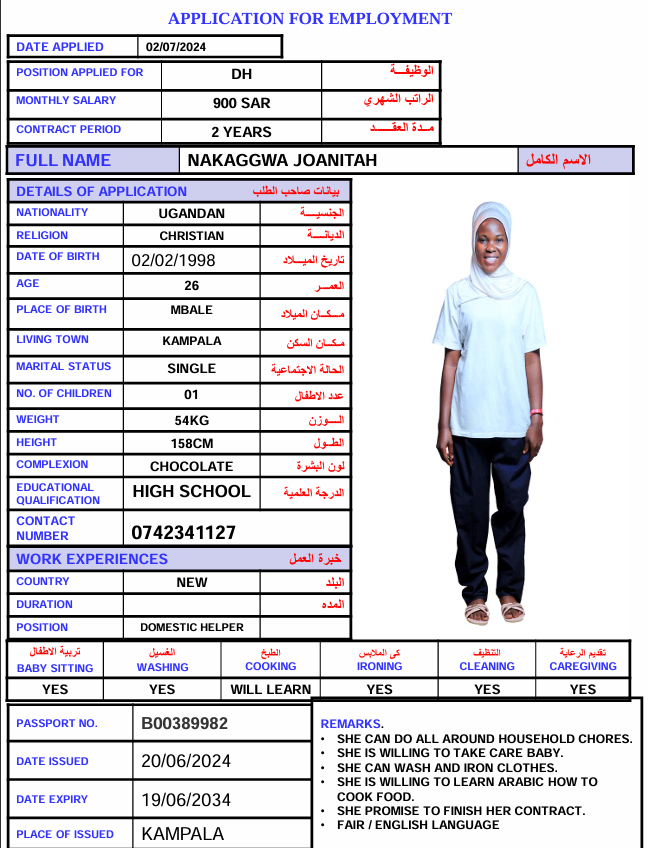 APPLICATION FOR EMPLOYMENT
DATE APPLIED 02/07/2024
POSITION APPLIED FOR DH الوظيفـــة
MONTHLY SALARY 900 SAR الراتب الشهري
CONTRACT PERIOD 2 YEARS مــدة العقـــــد
FULL NAME NAKAGGWA JOANITAH الاسم الكامل
DETAILS OF APPLICATION بيانات صاحب الطلب
NATIONALITY UGANDAN الجنسيــــة
RELIGION CHRISTIAN الديانــــة
DATE OF BIRTH 02/02/1998 تاريخ الميـــلاد
AGE 26 العمـــر
PLACE OF BIRTH MBALE مــكــان الميلاد
LIVING TOWN KAMPALA مـكــان السكن
MARITAL STATUS SINGLE الحالة الاجتماعية
NO. OF CHILDREN 01 عدد الاطفال
WEIGHT 54KG الـــوزن
HEIGHT 158CM الطــول
COMPLEXION CHOCOLATE لون البشرة
EDUCATIONAL QUALIFICATION HIGH SCHOOL الدرجة العلمية
CONTACT NUMBER 0742341127
WORK EXPERIENCES خبرة العمل
COUNTRY NEW البلد
DURATION المده
POSITION DOMESTIC HELPER
تربية الاطفال الغسيل الطبخ كى الملابس التنظيف تقديم الرعاية
BABY SITTING WASHING COOKING IRONING CLEANING CAREGIVING
YES YES WILL LEARN YES YES YES
PASSPORT NO. B00389982
DATE ISSUED 20/06/2024
DATE EXPIRY 19/06/2034
PLACE OF ISSUED KAMPALA
REMARKS.
• SHE CAN DO ALL AROUND HOUSEHOLD CHORES.
• SHE IS WILLING TO TAKE CARE BABY.
• SHE CAN WASH AND IRON CLOTHES.
• SHE IS WILLING TO LEARN ARABIC HOW TO
COOK FOOD.
• SHE PROMISE TO FINISH HER CONTRACT.
• FAIR / ENGLISH LANGUAGE